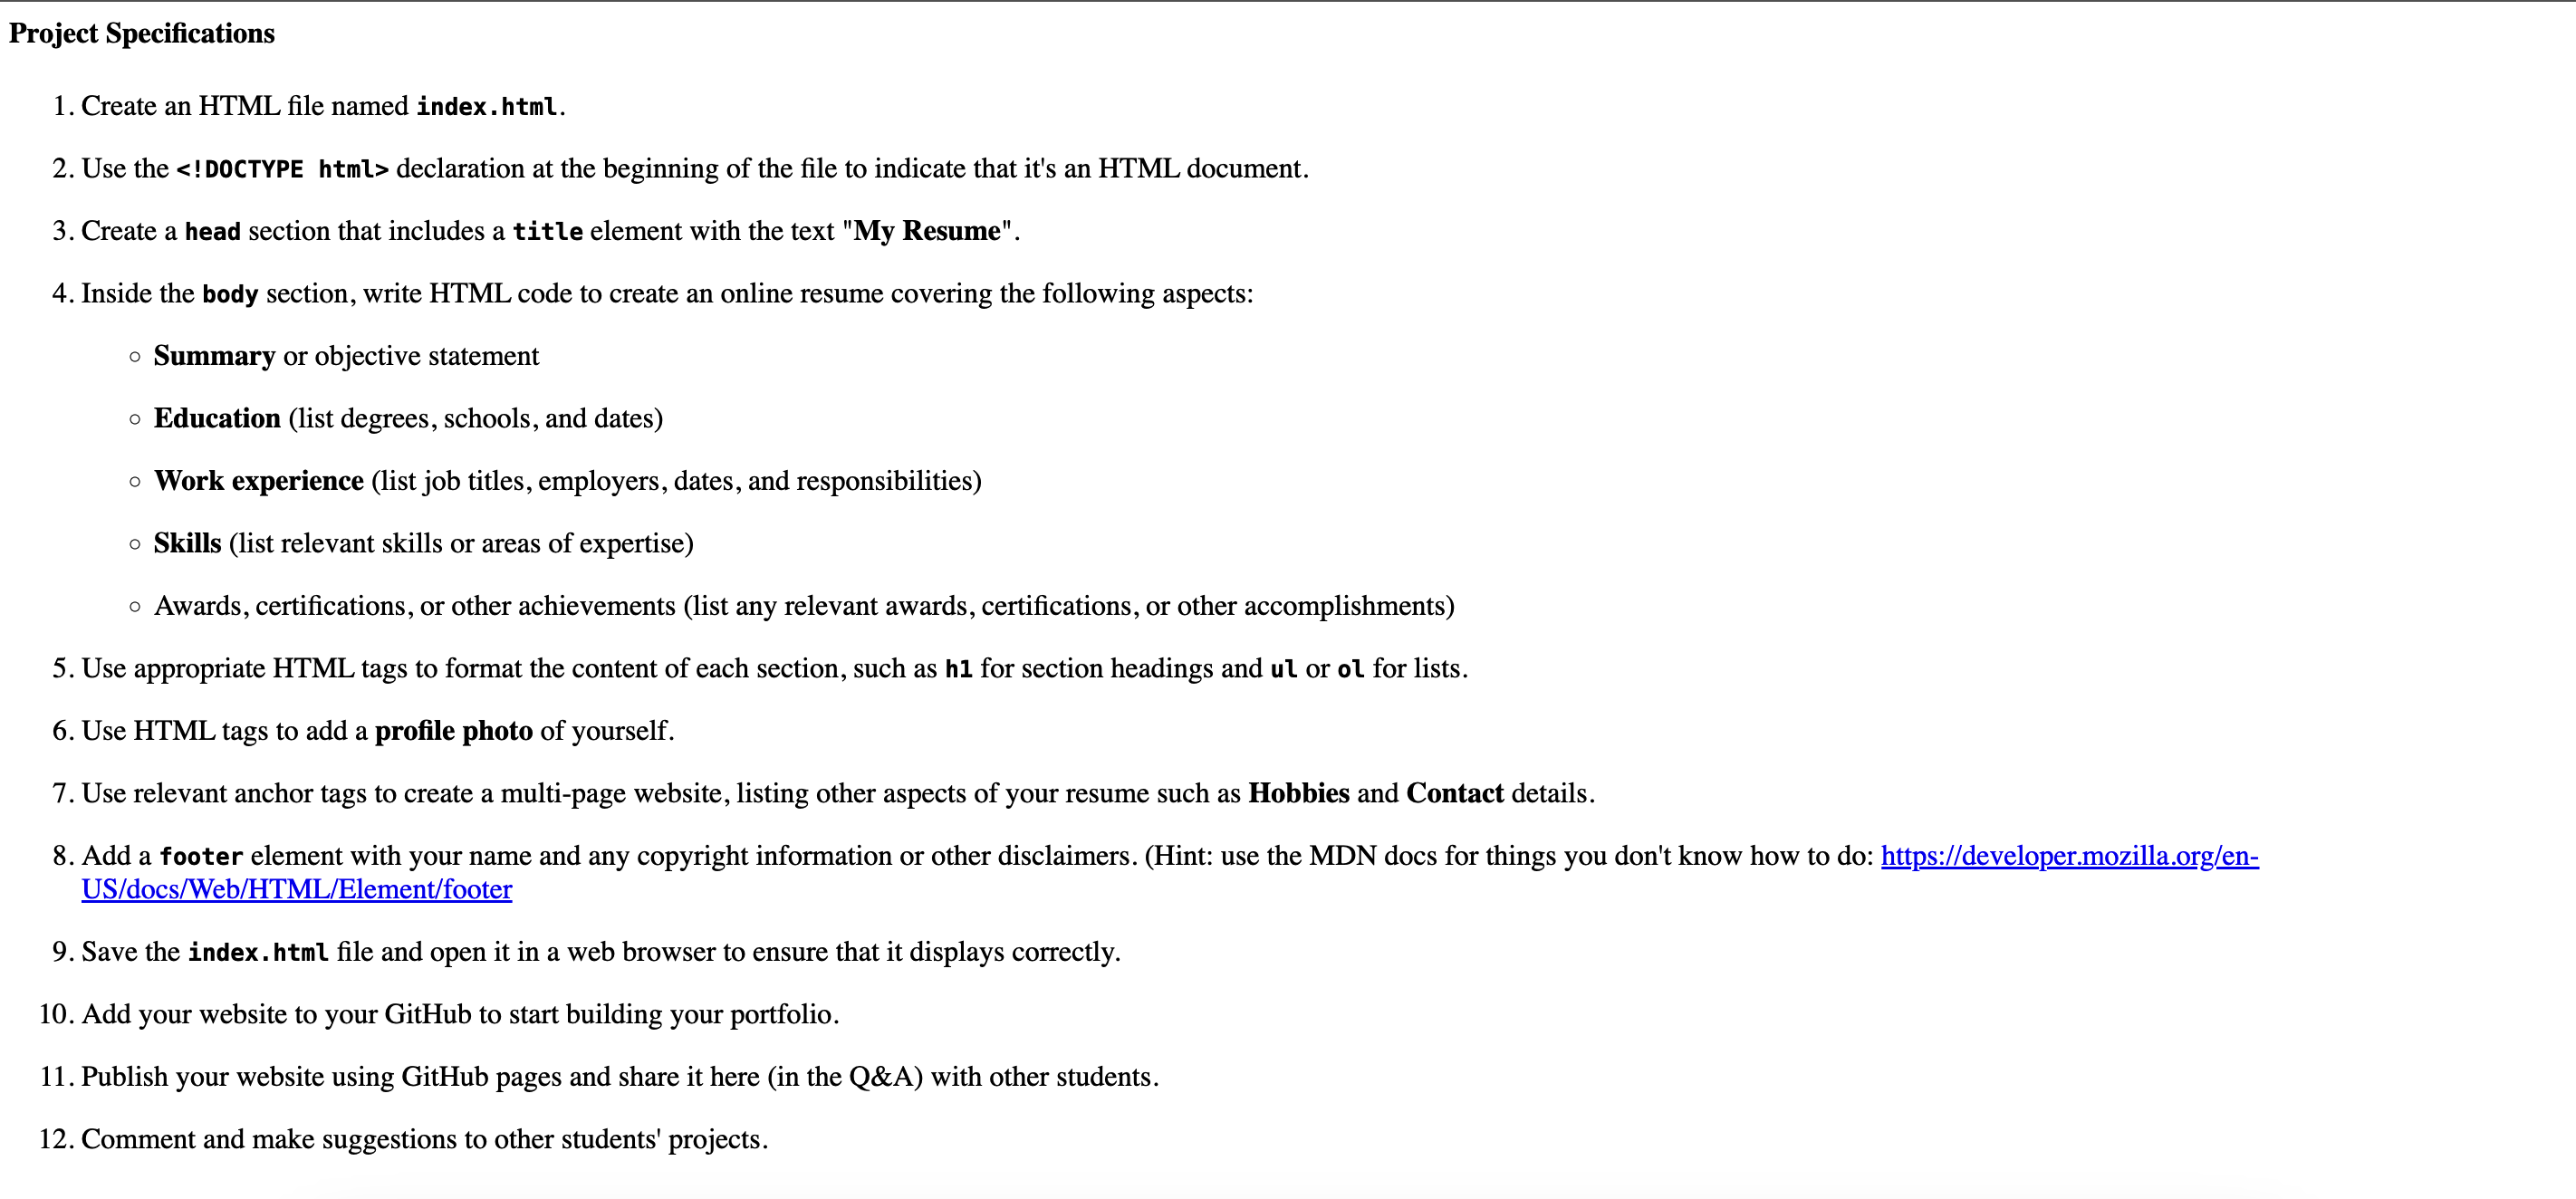 Project Specifications
1. Create an HTML file named index.html.
2. Use the <!DOCTYPE html> declaration at the beginning of the file to indicate that it's an HTML document.
3. Create a head section that includes a title element with the text "My Resume".
4. Inside the body section, write HTML code to create an online resume covering the following aspects:
○ Summary or objective statement
○ Education (list degrees, schools, and dates)
○ Work experience (list job titles, employers, dates, and responsibilities)
○ Skills (list relevant skills or areas of expertise)
○ Awards, certifications, or other achievements (list any relevant awards, certifications, or other accomplishments)
5. Use appropriate HTML tags to format the content of each section, such as h1 for section headings and ul or ol for lists.
6. Use HTML tags to add a profile photo of yourself.
7. Use relevant anchor tags to create a multi-page website, listing other aspects of your resume such as Hobbies and Contact details.
8. Add a footer element with your name and any copyright information or other disclaimers. (Hint: use the MDN docs for things you don't know how to do: https://developer.mozilla.org/en-
US/docs/Web/HTML/Element/footer
9. Save the index.html file and open it in a web browser to ensure that it displays correctly.
10. Add your website to your GitHub to start building your portfolio.
11. Publish your website using GitHub pages and share it here (in the Q&A) with other students.
12. Comment and make suggestions to other students' projects.